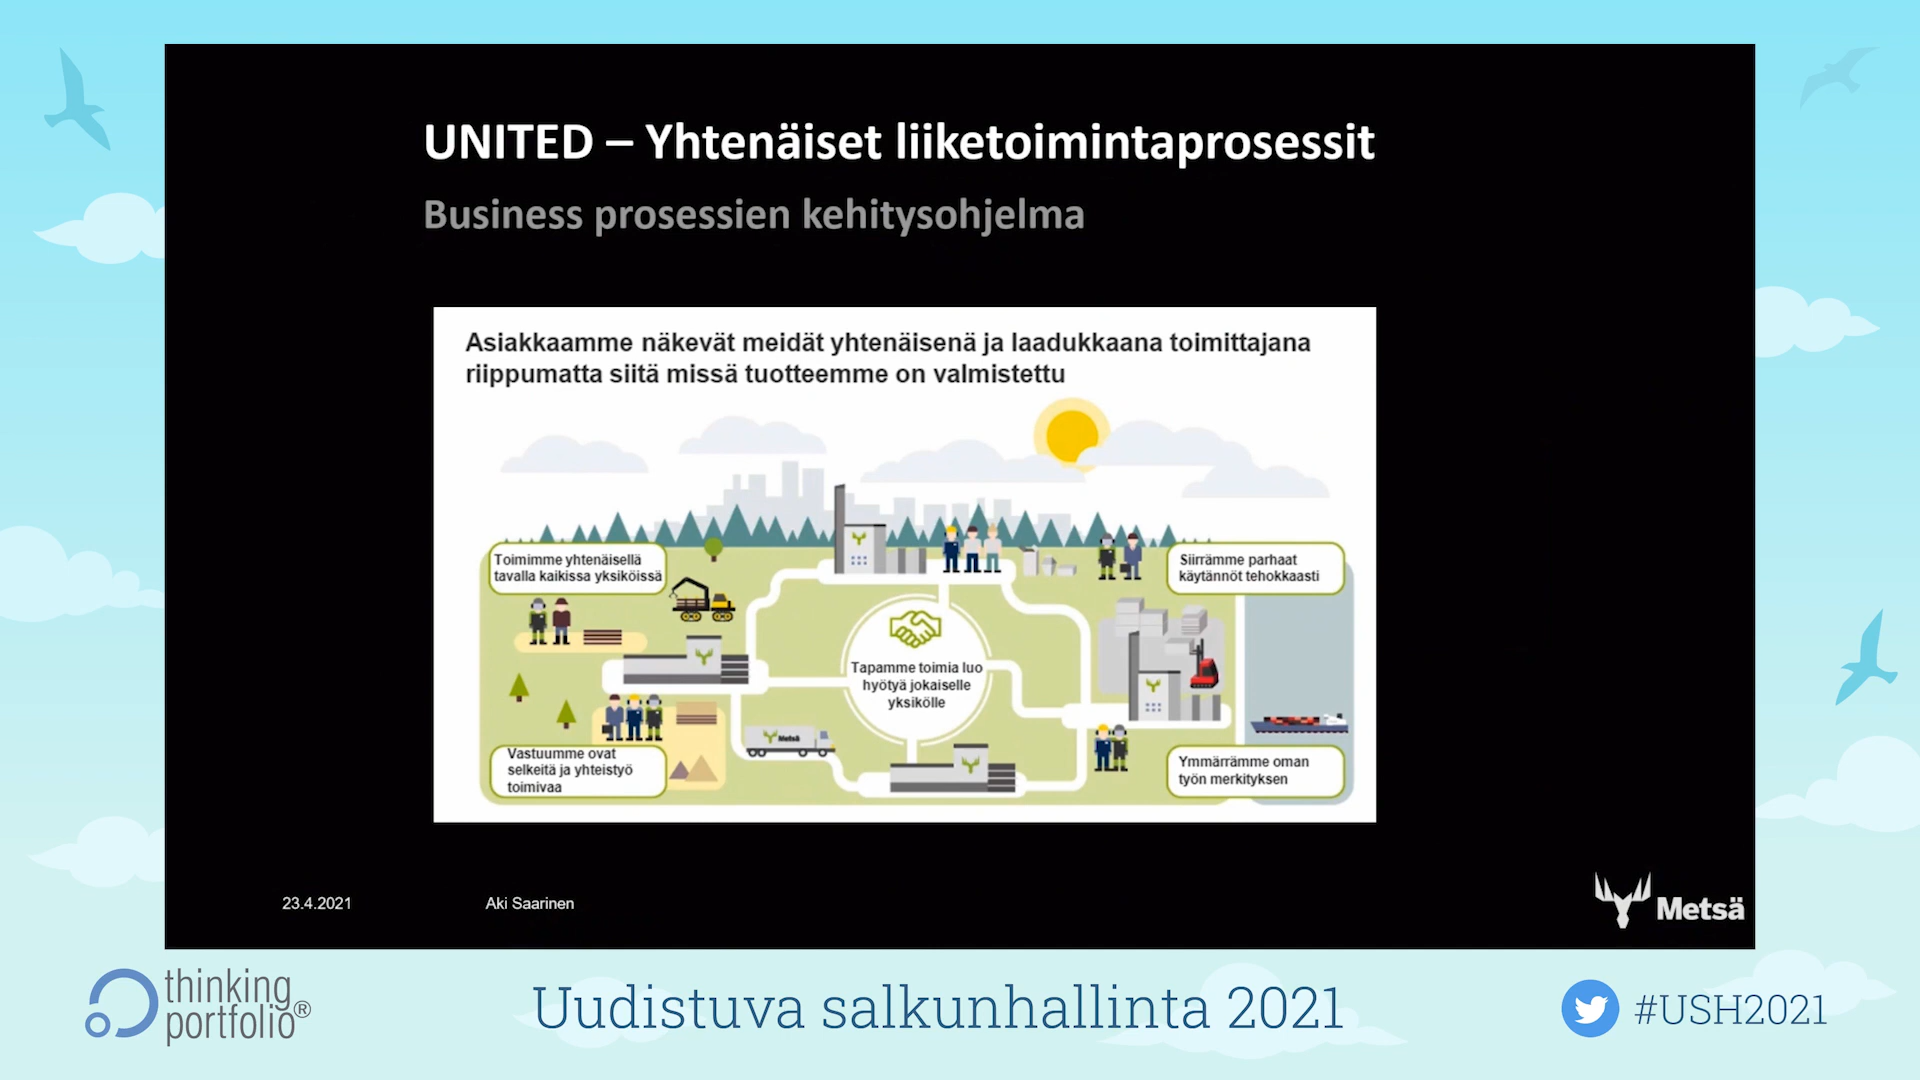 UNITED – Yhtenäiset liiketoimintaprosessit
Business prosessien kehitysohjelma
Asiakkaamme näkevät meidät yhtenäisenä ja laadukkaana toimittajana
riippumatta siitä missä tuotteemme on valmistettu
Toimimme yhtenäisellä
tavalla kaikissa yksiköissä
Siirrämme parhaat
käytännöt tehokkaasti
Tapamme toimia luo
hyötyä jokaiselle
yksikölle
Metsä
Vastuumme ovat
selkeitä ja yhteistyö
toimivaa
Ymmärrämme oman
työn merkityksen
23.4.2021
Aki Saarinen
Metsä
thinking
portfolio®
Uudistuva salkunhallinta 2021
#USH2021